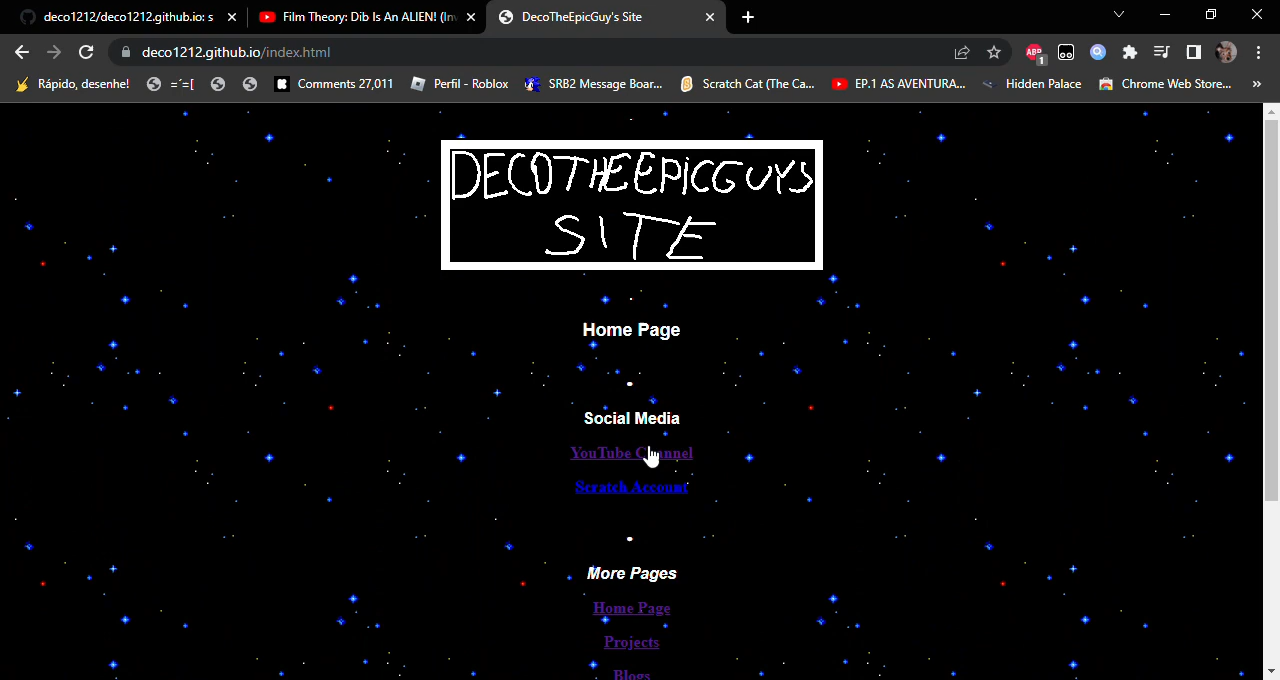 deco1212/deco1212.github.io: s
Film Theory: Dib Is An ALIEN! (In
DecoTheEpicGuy's Site
deco1212.github.io/index.html
ABP
1
Rápido, desenhe!
=´=[
Comments 27,011
Perfil - Roblox
SRB2 Message Boar...
Scratch Cat (The Ca...
EP.1 AS AVENTURA...
Hidden Palace
Chrome Web Store...
»
DECOTHEEPiCGUYS
SITE
Home Page
Social Media
YouTube Channel
Scratch Account
More Pages
Home Page
Projects
Blogs